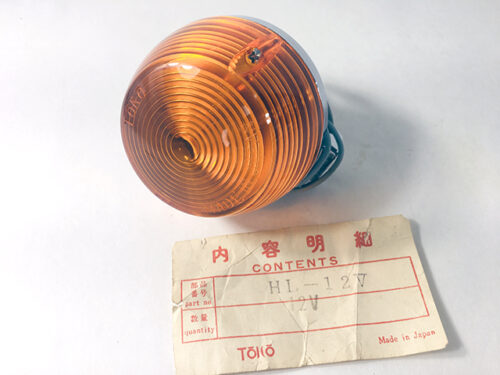 TOKO
内容明細
CONTENTS
部品番号
part no
HL-12V
12V
数量
quantity
TŌKŌ
Made in Japan